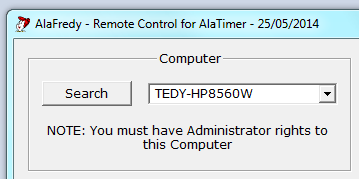 AlaFredy - Remote Control for AlaTimer - 25/05/2014
Computer
Search
TEDY-HP8560W
NOTE: You must have Administrator rights to
this Computer